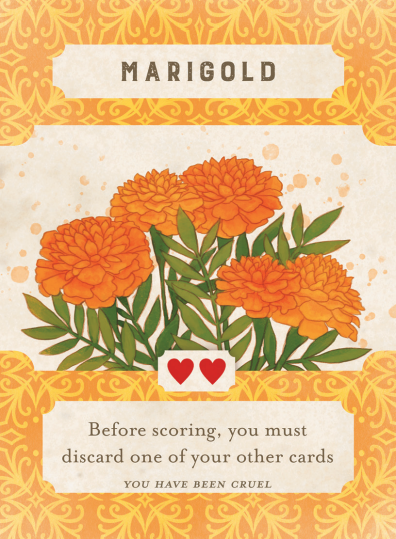 MARIGOLD
Before scoring, you must
discard one of your other cards
YOU HAVE BEEN CRUEL